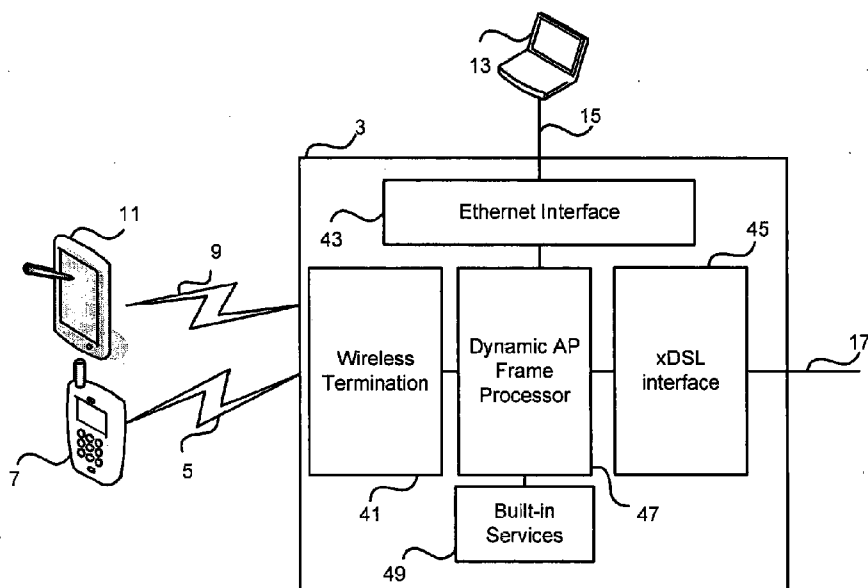 13
15
3
Ethernet Interface
43
11
9
45
Wireless
Termination
Dynamic AP
Frame
Processor
xDSL
interface
17
7
5
41
47
Built-in
Services
49